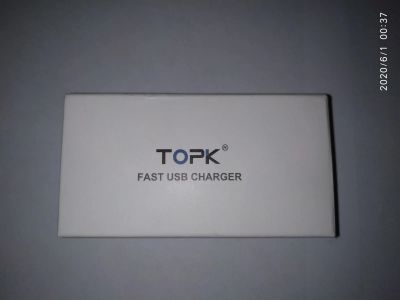 TOPK®
FAST USB CHARGER
2020/6/1 00:37